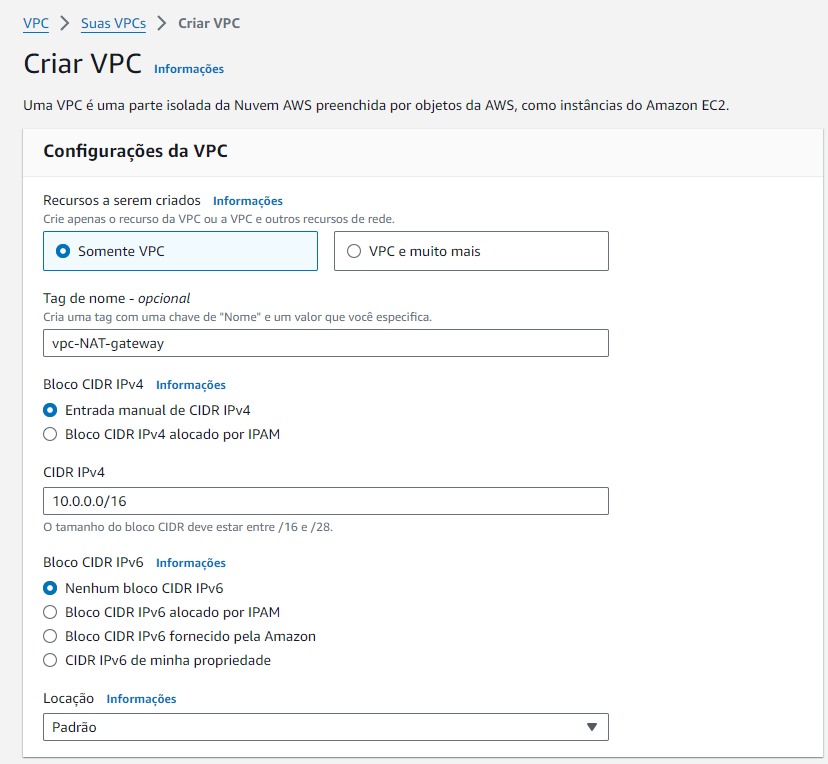 VPC > Suas VPCs > Criar VPC
Criar VPC Informações
Uma VPC é uma parte isolada da Nuvem AWS preenchida por objetos da AWS, como instâncias do Amazon EC2.
Configurações da VPC
Recursos a serem criados Informações
Crie apenas o recurso da VPC ou a VPC e outros recursos de rede.
Somente VPC VPC e muito mais
Tag de nome - opcional
Cria uma tag com uma chave de "Nome" e um valor que você especifica.
vpc-NAT-gateway
Bloco CIDR IPv4 Informações
Entrada manual de CIDR IPv4
Bloco CIDR IPv4 alocado por IPAM
CIDR IPv4
10.0.0.0/16
O tamanho do bloco CIDR deve estar entre /16 e /28.
Bloco CIDR IPv6 Informações
Nenhum bloco CIDR IPv6
Bloco CIDR IPv6 alocado por IPAM
Bloco CIDR IPv6 fornecido pela Amazon
CIDR IPv6 de minha propriedade
Locação Informações
Padrão